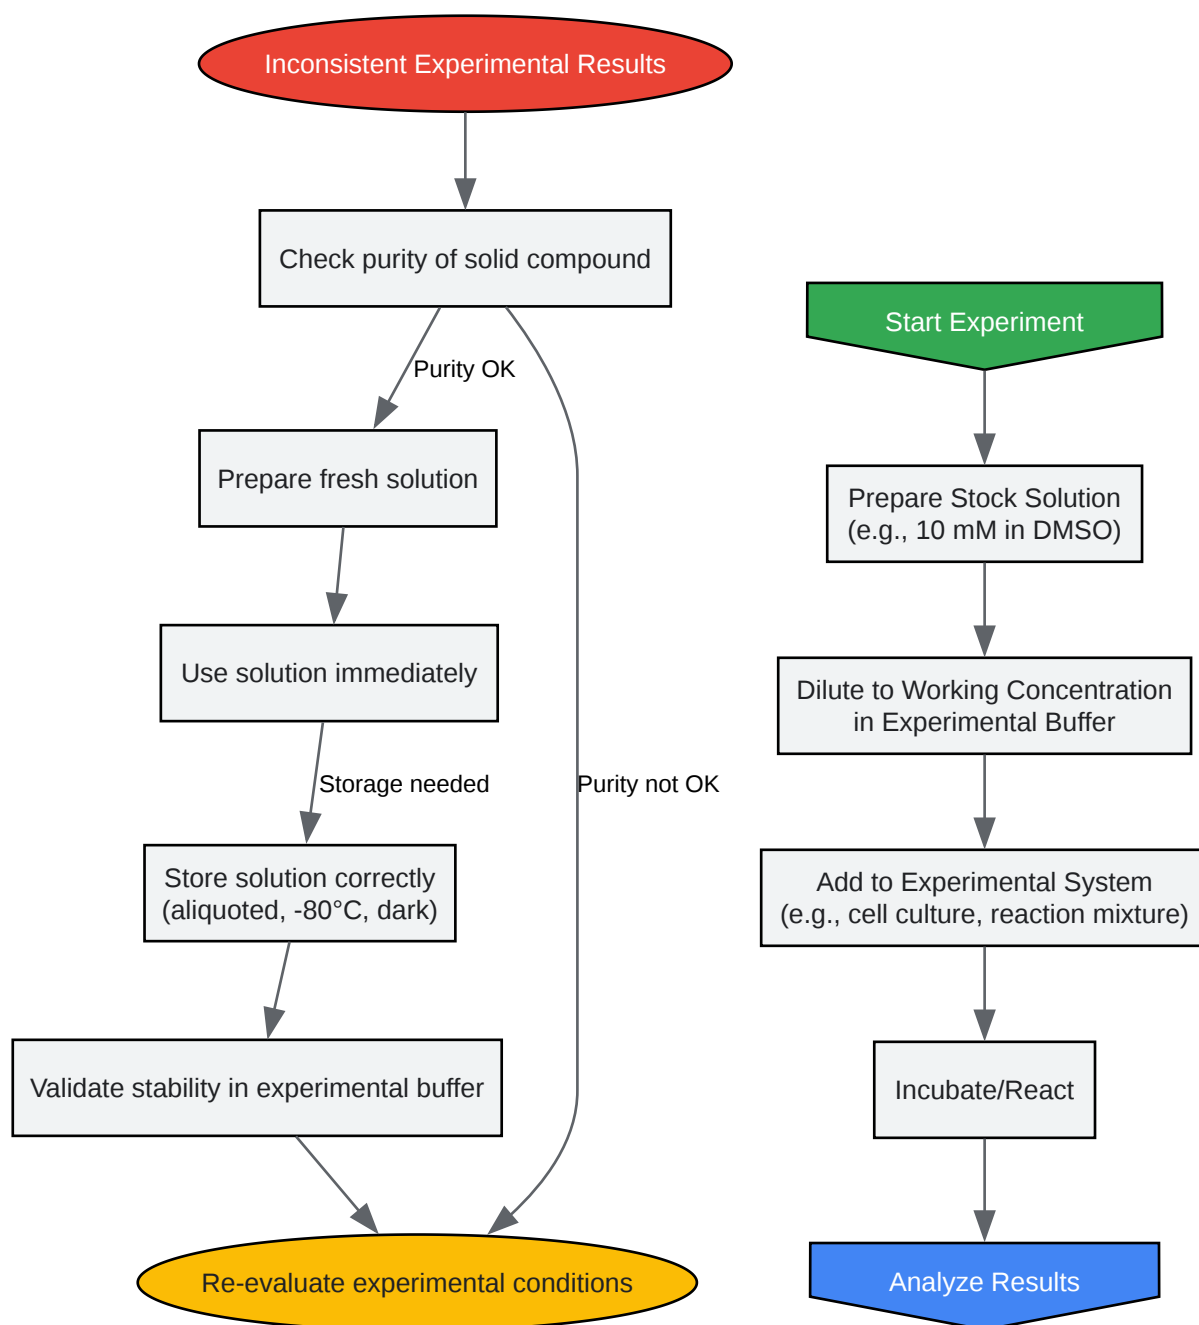 Inconsistent Experimental Results
Check purity of solid compound
Purity OK
Prepare fresh solution
Use solution immediately
Storage needed
Purity not OK
Store solution correctly
(aliquoted, -80°C, dark)
Validate stability in experimental buffer
Re-evaluate experimental conditions
Start Experiment
Prepare Stock Solution
(e.g., 10 mM in DMSO)
Dilute to Working Concentration
in Experimental Buffer
Add to Experimental System
(e.g., cell culture, reaction mixture)
Incubate/React
Analyze Results